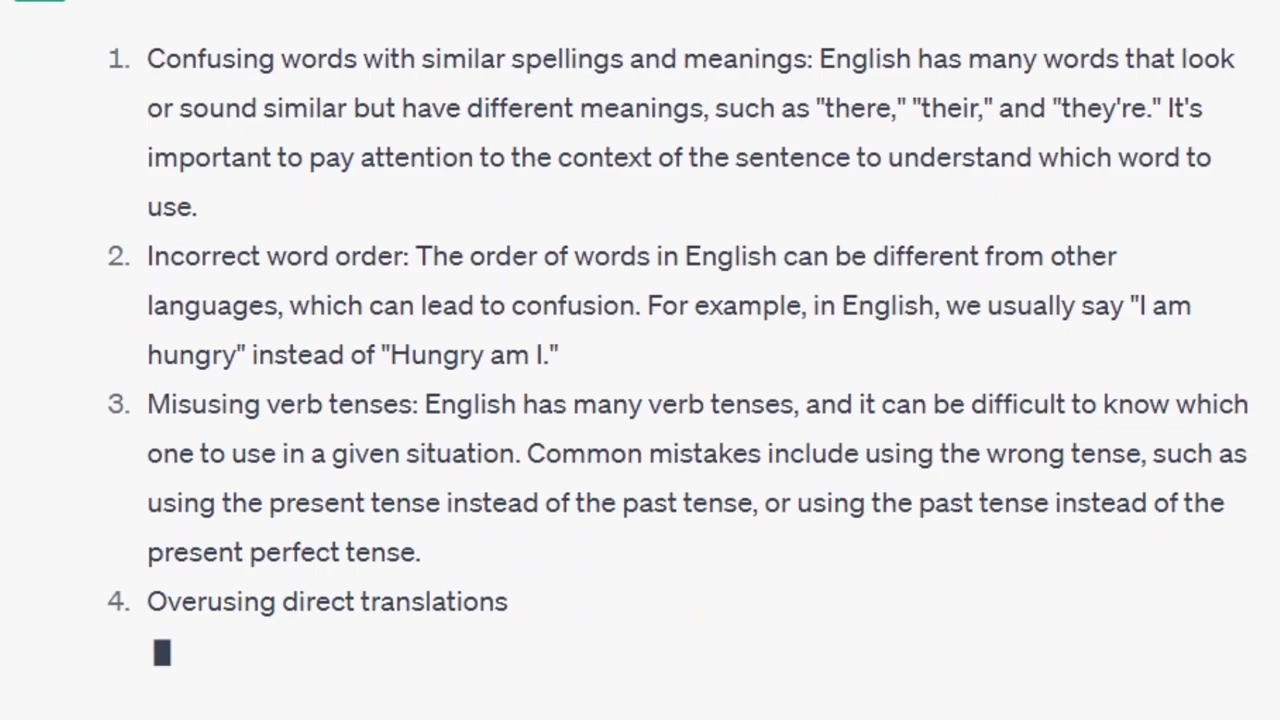 1. Confusing words with similar spellings and meanings: English has many words that look
or sound similar but have different meanings, such as "there," "their," and "they're." It's
important to pay attention to the context of the sentence to understand which word to
use.
2. Incorrect word order: The order of words in English can be different from other
languages, which can lead to confusion. For example, in English, we usually say "I am
hungry" instead of "Hungry am I."
3. Misusing verb tenses: English has many verb tenses, and it can be difficult to know which
one to use in a given situation. Common mistakes include using the wrong tense, such as
using the present tense instead of the past tense, or using the past tense instead of the
present perfect tense.
4. Overusing direct translations